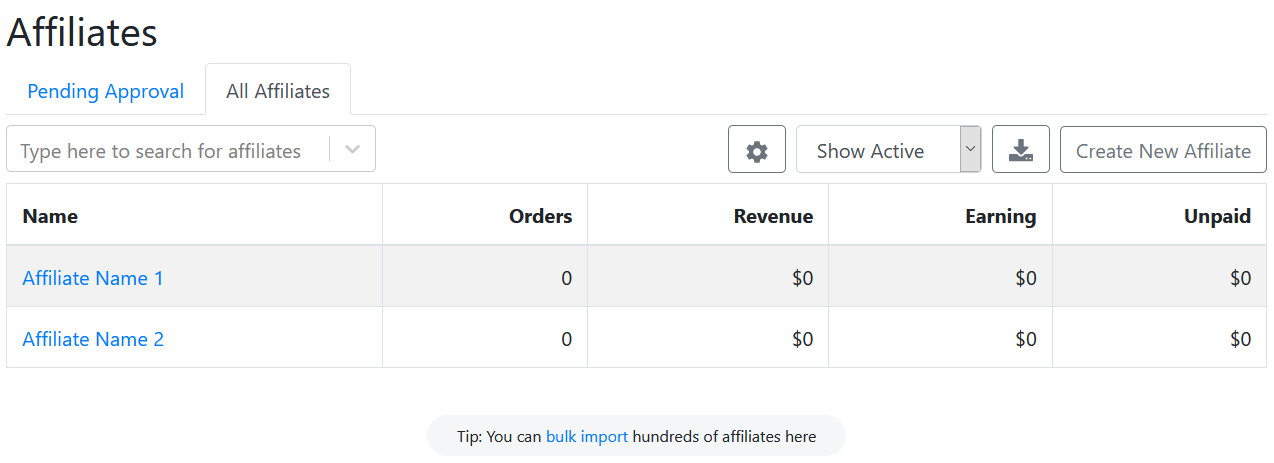 Affiliates
Pending Approval All Affiliates
Type here to search for affiliates Show Active Create New Affiliate
Name Orders Revenue Earning Unpaid
Affiliate Name 1 0 $0 $0 $0
Affiliate Name 2 0 $0 $0 $0
Tip: You can bulk import hundreds of affiliates here